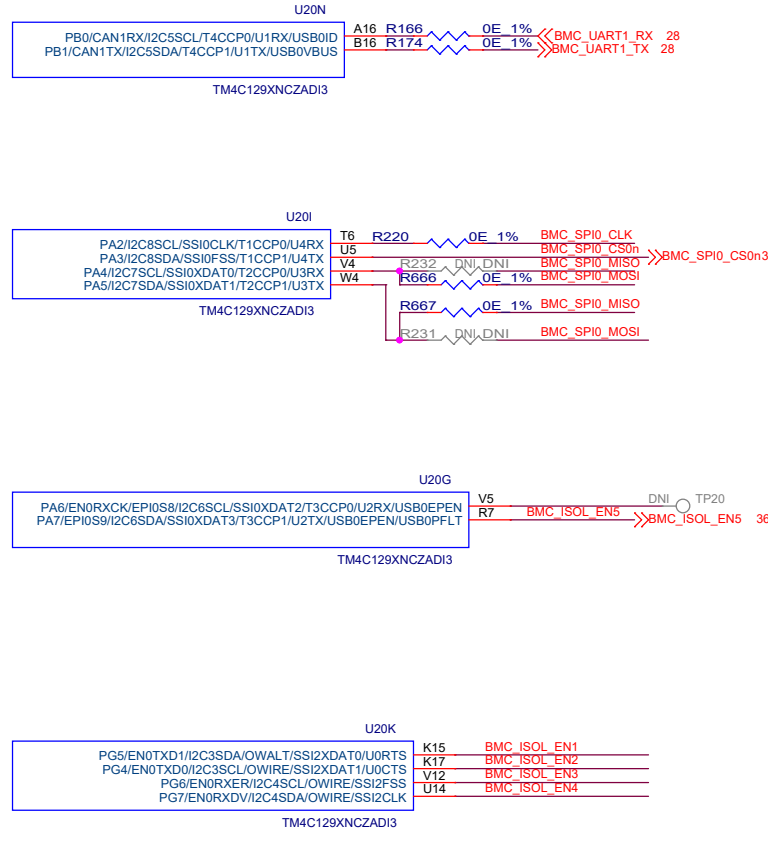 U20N
PB0/CAN1RX/I2C5SCL/T4CCP0/U1RX/USB0ID A16 R166 0E_1% BMC_UART1_RX 28
PB1/CAN1TX/I2C5SDA/T4CCP1/U1TX/USB0VBUS B16 R174 0E_1% BMC_UART1_TX 28
TM4C129XNCZADI3
U20I
PA2/I2C8SCL/SSI0CLK/T1CCP0/U4RX T6 R220 0E_1% BMC_SPI0_CLK
PA3/I2C8SDA/SSI0FSS/T1CCP1/U4TX U5 BMC_SPI0_CS0n BMC_SPI0_CS0n3
PA4/I2C7SCL/SSI0XDAT0/T2CCP0/U3RX V4 R232 DNI DNI BMC_SPI0_MISO
PA5/I2C7SDA/SSI0XDAT1/T2CCP1/U3TX W4 R666 0E_1% BMC_SPI0_MOSI
R667 0E_1% BMC_SPI0_MISO
TM4C129XNCZADI3
R231 DNI DNI BMC_SPI0_MOSI
U20G
PA6/EN0RXCK/EPI0S8/I2C6SCL/SSI0XDAT2/T3CCP0/U2RX/USB0EPEN V5 DNI TP20
PA7/EPI0S9/I2C6SDA/SSI0XDAT3/T3CCP1/U2TX/USB0EPEN/USB0PFLT R7 BMC_ISOL_EN5 BMC_ISOL_EN5 36
TM4C129XNCZADI3
U20K
PG5/EN0TXD1/I2C3SDA/OWALT/SSI2XDAT0/U0RTS K15 BMC_ISOL_EN1
PG4/EN0TXD0/I2C3SCL/OWIRE/SSI2XDAT1/U0CTS K17 BMC_ISOL_EN2
PG6/EN0RXER/I2C4SCL/OWIRE/SSI2FSS V12 BMC_ISOL_EN3
PG7/EN0RXDV/I2C4SDA/OWIRE/SSI2CLK U14 BMC_ISOL_EN4
TM4C129XNCZADI3